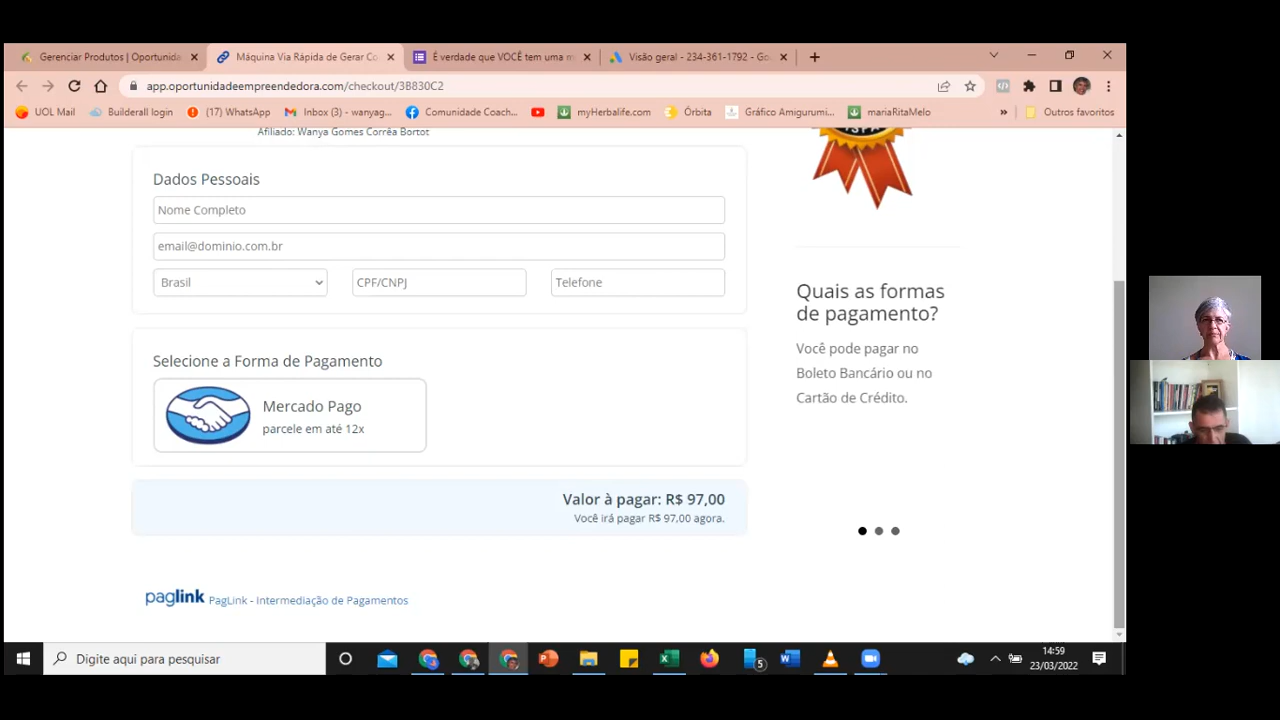 Gerenciar Produtos | Oportunida
Máquina Via Rápida de Gerar Co
É verdade que VOCÊ tem uma m
Visão geral - 234-361-1792 - Go
app.oportunidadeempreendedora.com/checkout/3B830C2
UOL Mail
Builderall login
(17) WhatsApp
Inbox (3) - wanyag...
Comunidade Coach...
myHerbalife.com
Órbita
Gráfico Amigurumi...
mariaRitaMelo
»
Outros favoritos
Afiliado: Wanya Gomes Corrêa Bortot
Dados Pessoais
Nome Completo
email@dominio.com.br
Brasil
CPF/CNPJ
Telefone
Selecione a Forma de Pagamento
Mercado Pago
parcele em até 12x
Valor à pagar: R$ 97,00
Você irá pagar R$ 97,00 agora.
paglink PagLink - Intermediação de Pagamentos
Quais as formas
de pagamento?
Você pode pagar no
Boleto Bancário ou no
Cartão de Crédito.
Digite aqui para pesquisar
5
14:59
23/03/2022